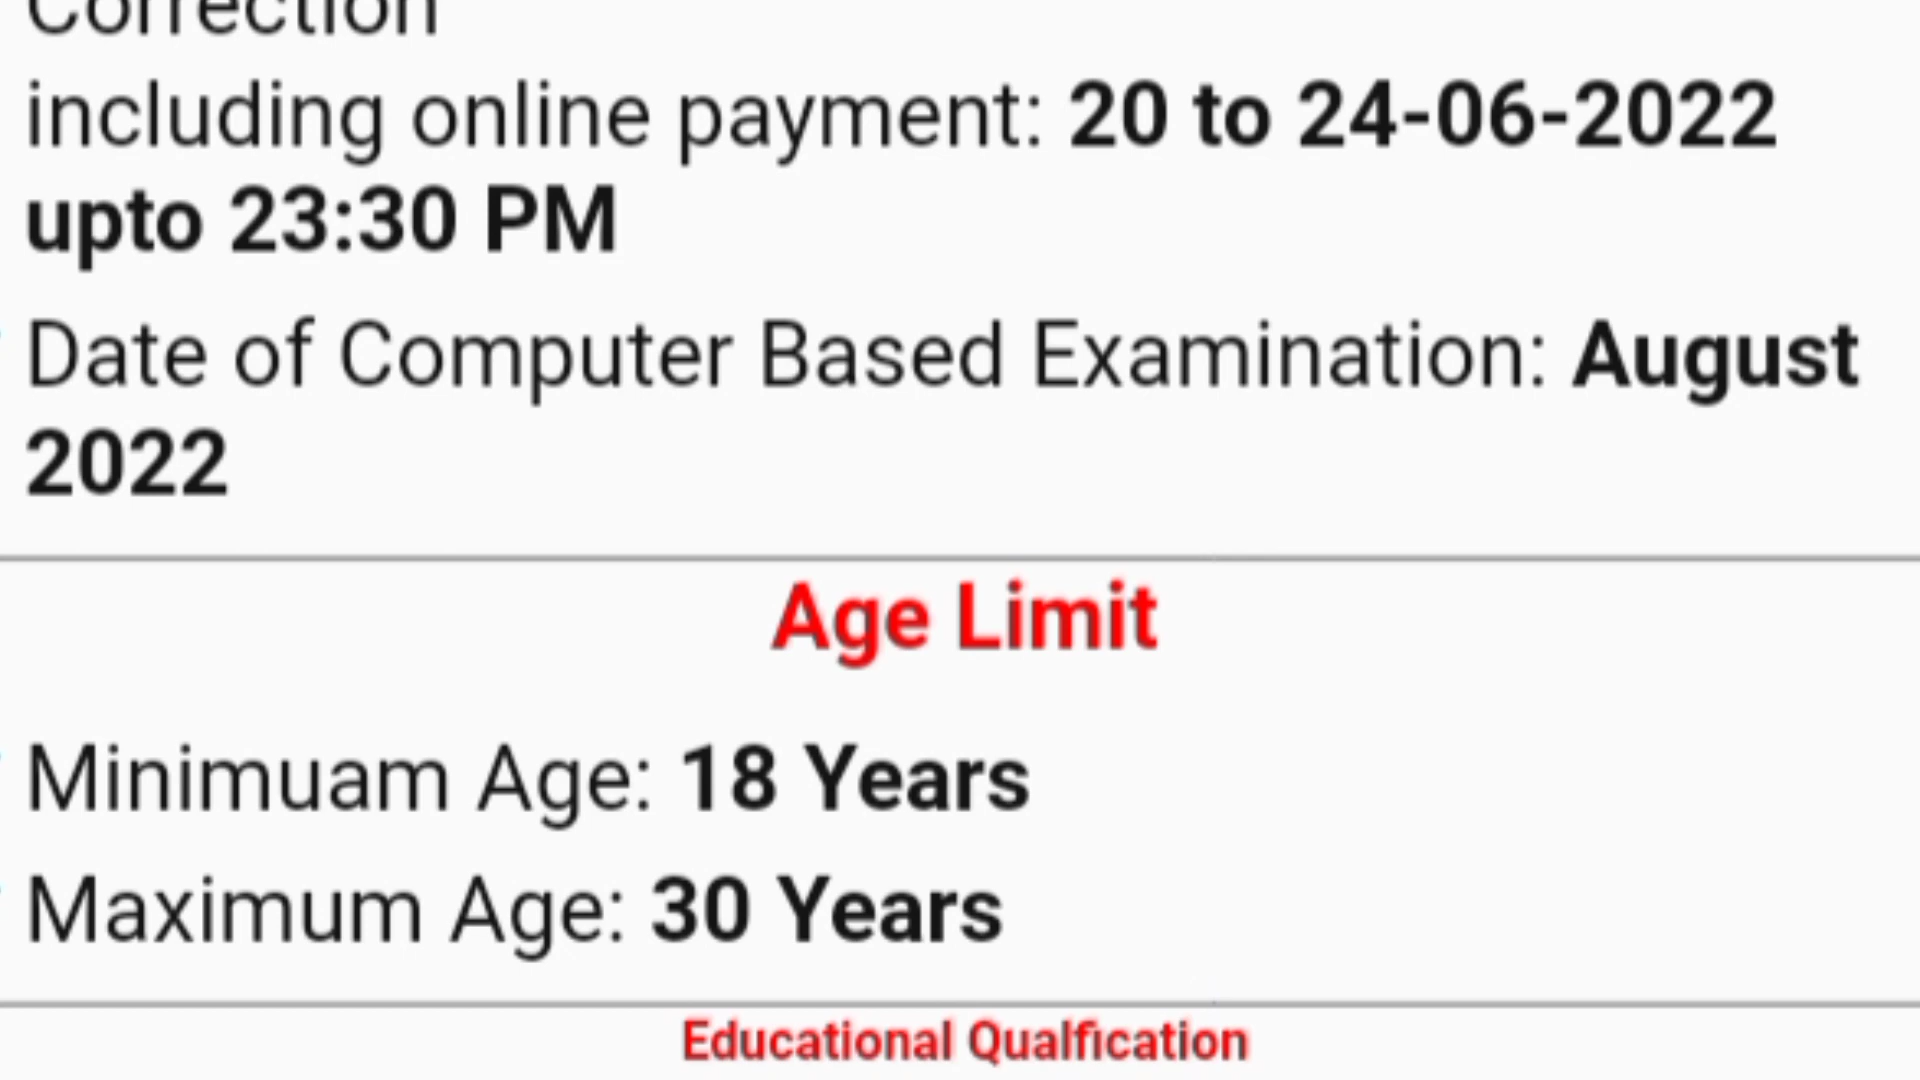 Correction
including online payment: 20 to 24-06-2022
upto 23:30 PM
Date of Computer Based Examination: August
2022
Age Limit
Minimuam Age: 18 Years
Maximum Age: 30 Years
Educational Qualfication